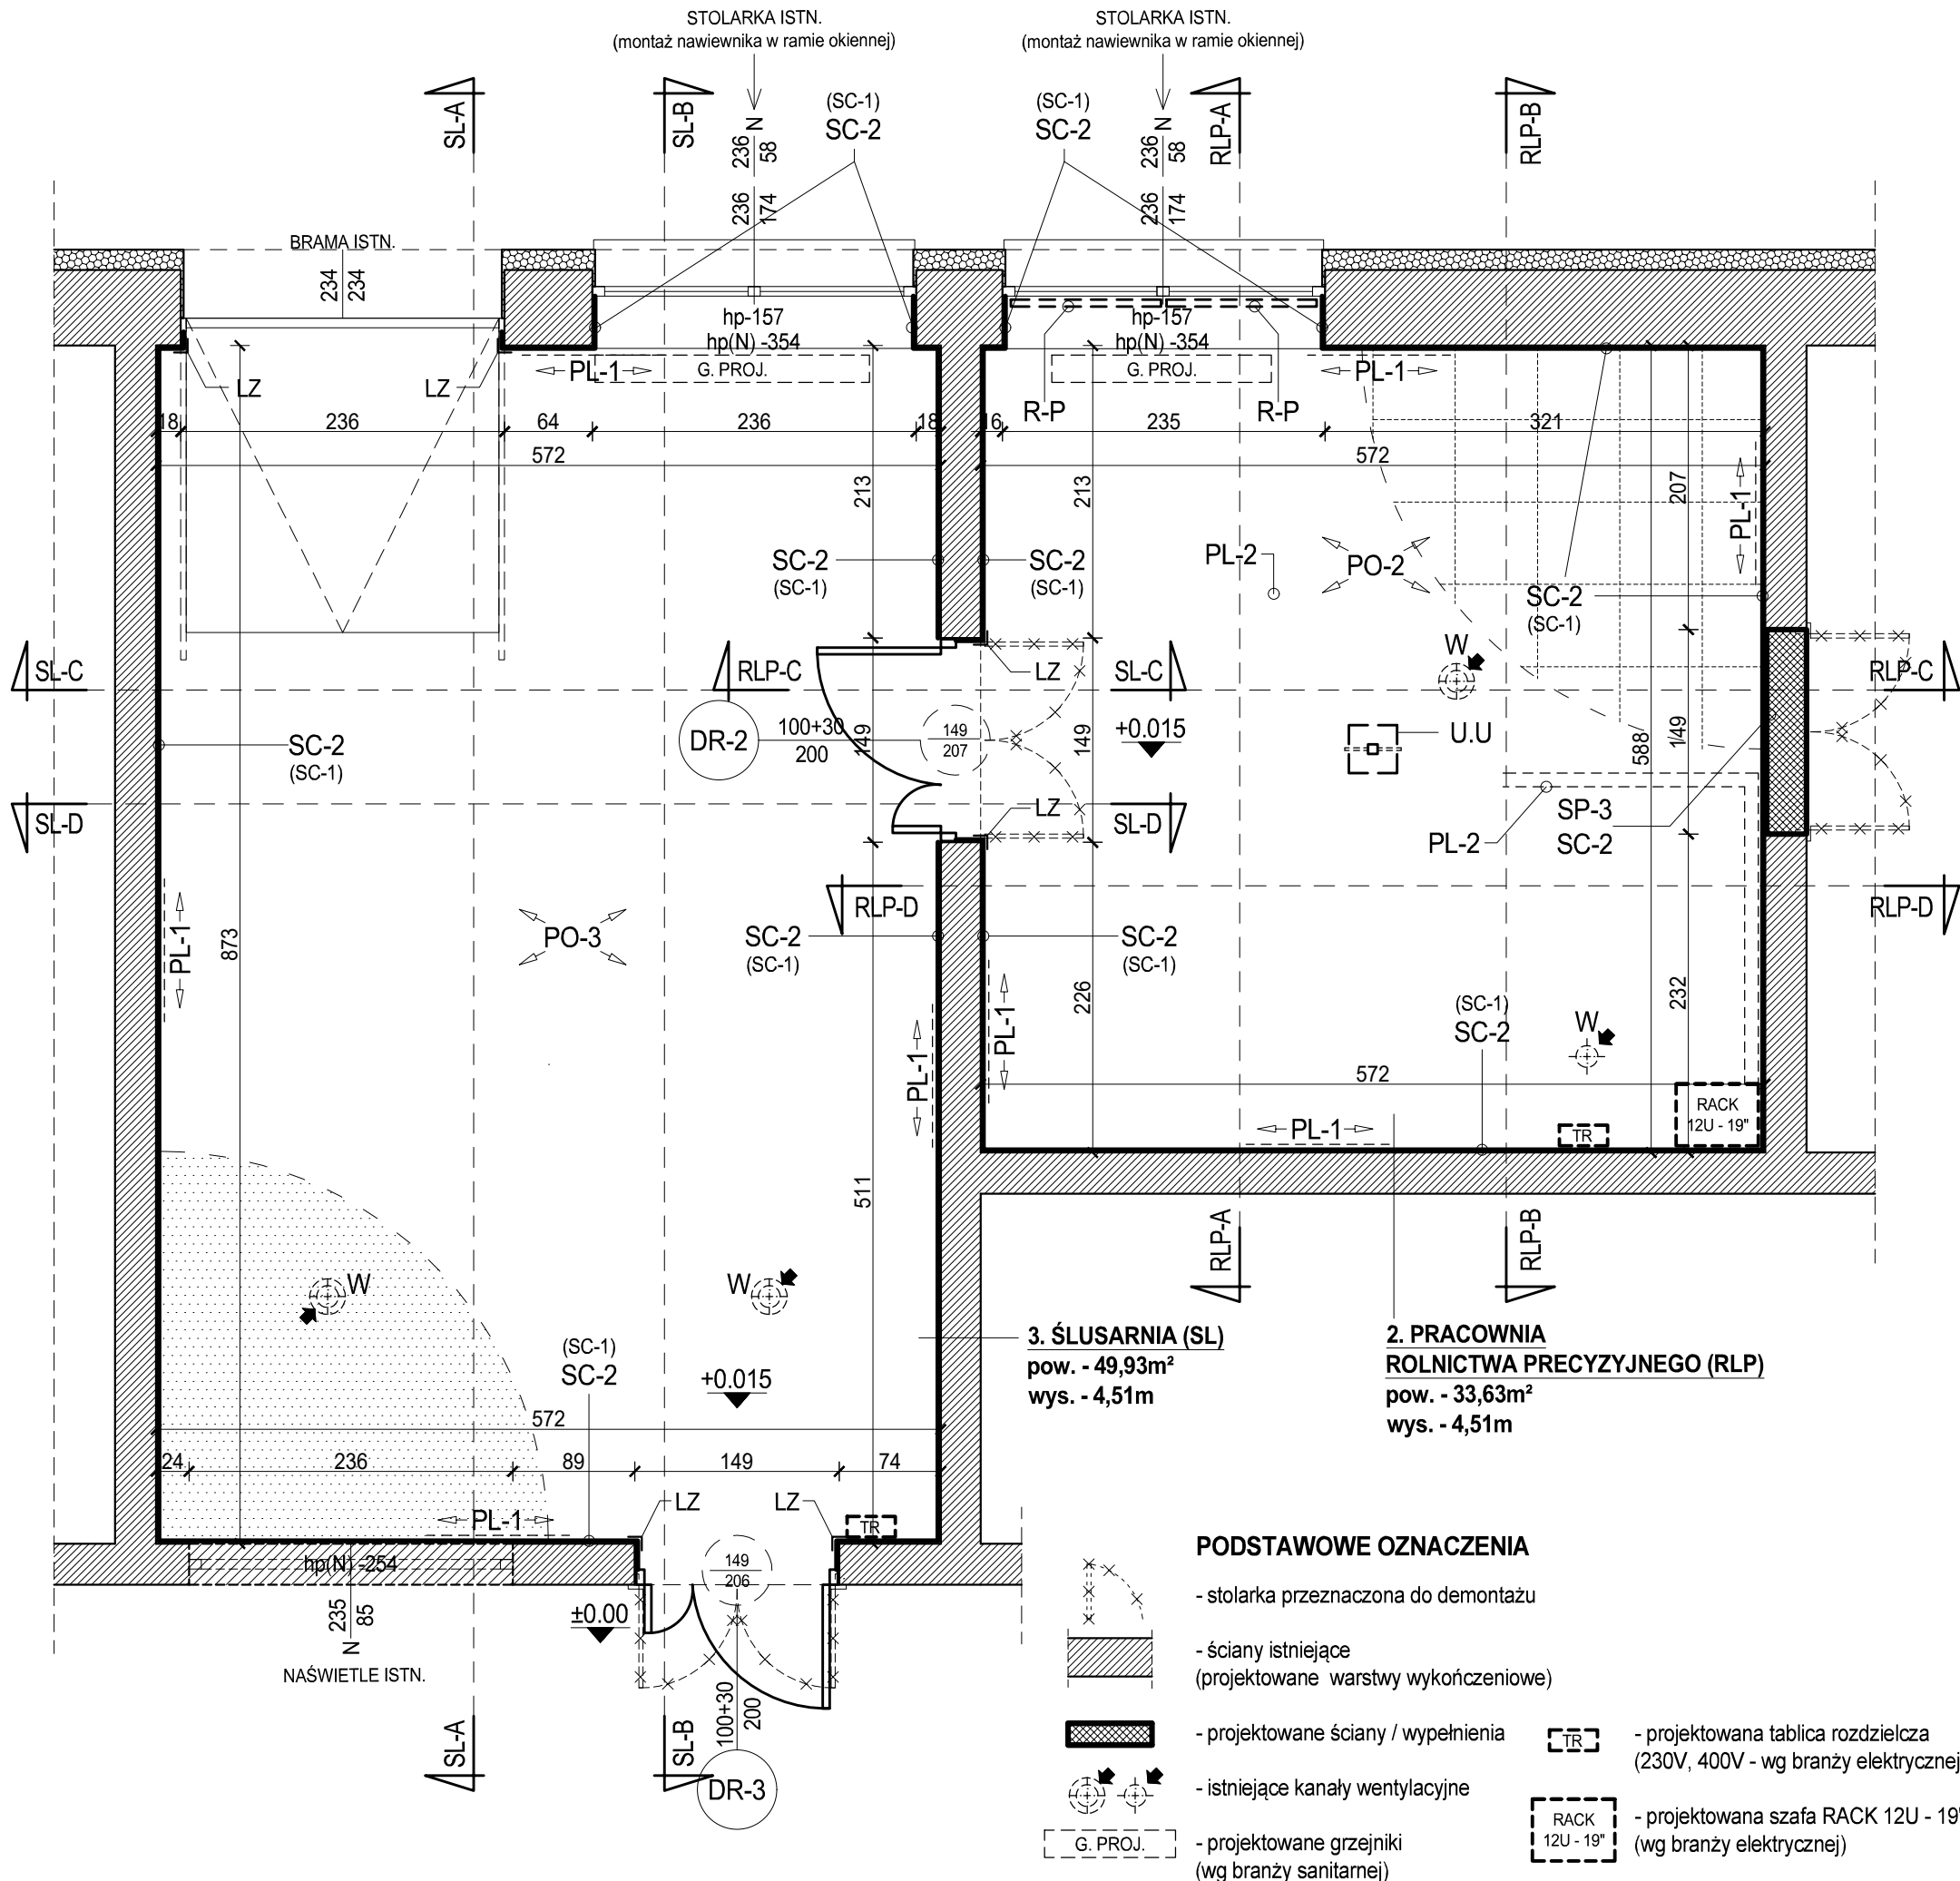 STOLARKA ISTN.
(montaż nawiewnika w ramie okiennej)
STOLARKA ISTN.
(montaż nawiewnika w ramie okiennej)
SL-A
SL-B
N
236
58
236
174
(SC-1)
SC-2
(SC-1)
SC-2
N
236
58
236
174
RLP-A
RLP-B
BRAMA ISTN.
234
234
hp-157
hp(N) -354
hp-157
hp(N) -354
LZ
LZ
PL-1
G. PROJ.
G. PROJ.
PL-1
R-P
R-P
18
236
64
236
18
16
235
321
572
572
213
213
207
PL-1
SC-2
(SC-1)
SC-2
(SC-1)
PL-2
PO-2
SC-2
(SC-1)
W
SL-C
RLP-C
LZ
SL-C
RLP-C
DR-2
100+30
200
149
149
207
149
+0.015
U.U
588
149
SC-2
(SC-1)
SL-D
LZ
SL-D
SP-3
SC-2
PL-2
RLP-D
RLP-D
PL-1
873
PO-3
SC-2
(SC-1)
SC-2
(SC-1)
226
232
(SC-1)
SC-2
W
PL-1
PL-1
572
RACK
12U - 19"
PL-1
TR
511
RLP-A
RLP-B
W
W
3. ŚLUSARNIA (SL)
pow. - 49,93m²
wys. - 4,51m
2. PRACOWNIA
ROLNICTWA PRECYZYJNEGO (RLP)
pow. - 33,63m²
wys. - 4,51m
(SC-1)
SC-2
+0.015
572
24
236
89
149
74
PL-1
LZ
LZ
TR
hp(N) -254
149
206
235
85
N
NAŚWIETLE ISTN.
±0.00
100+30
200
SL-A
SL-B
DR-3
PODSTAWOWE OZNACZENIA
- stolarka przeznaczona do demontażu
- ściany istniejące
(projektowane warstwy wykończeniowe)
- projektowane ściany / wypełnienia
TR
- projektowana tablica rozdzielcza
(230V, 400V - wg branży elektrycznej
- istniejące kanały wentylacyjne
RACK
12U - 19"
- projektowana szafa RACK 12U - 19"
(wg branży elektrycznej)
G. PROJ.
- projektowane grzejniki
(wg branży sanitarnej)